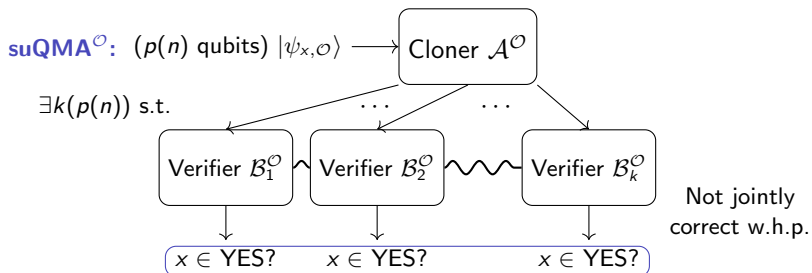 suQMA^𝒪: (p(n) qubits) |ψ_{x,𝒪}⟩ Cloner 𝒜^𝒪
∃k(p(n)) s.t. ... ...
Verifier ℬ_1^𝒪 Verifier ℬ_2^𝒪 Verifier ℬ_k^𝒪
Not jointly
correct w.h.p.
x ∈ YES? x ∈ YES? x ∈ YES?